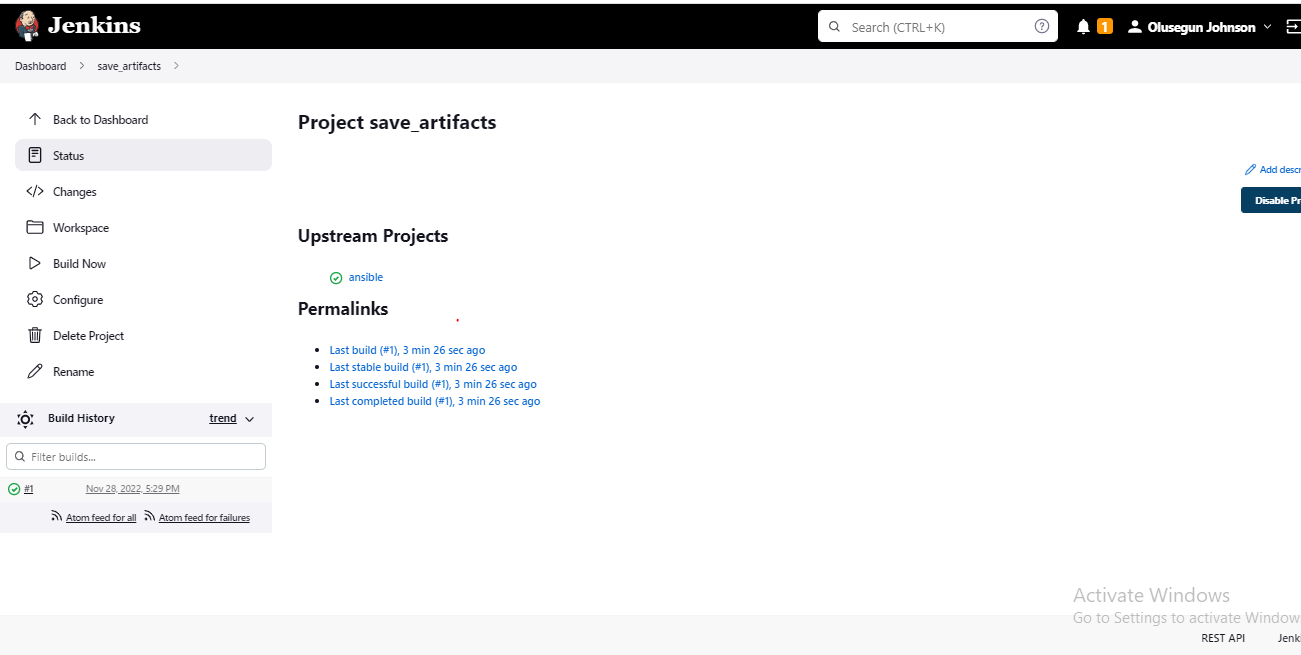 Jenkins
Search (CTRL+K)
1
Olusegun Johnson
Dashboard
save_artifacts
Back to Dashboard
Status
Changes
Workspace
Build Now
Configure
Delete Project
Rename
Build History
trend
Filter builds...
#1
Nov 28, 2022, 5:29 PM
Atom feed for all
Atom feed for failures
Project save_artifacts
Add descr
Disable Pr
Upstream Projects
ansible
Permalinks
Last build (#1), 3 min 26 sec ago
Last stable build (#1), 3 min 26 sec ago
Last successful build (#1), 3 min 26 sec ago
Last completed build (#1), 3 min 26 sec ago
Activate Windows
Go to Settings to activate Window
REST API
Jenk